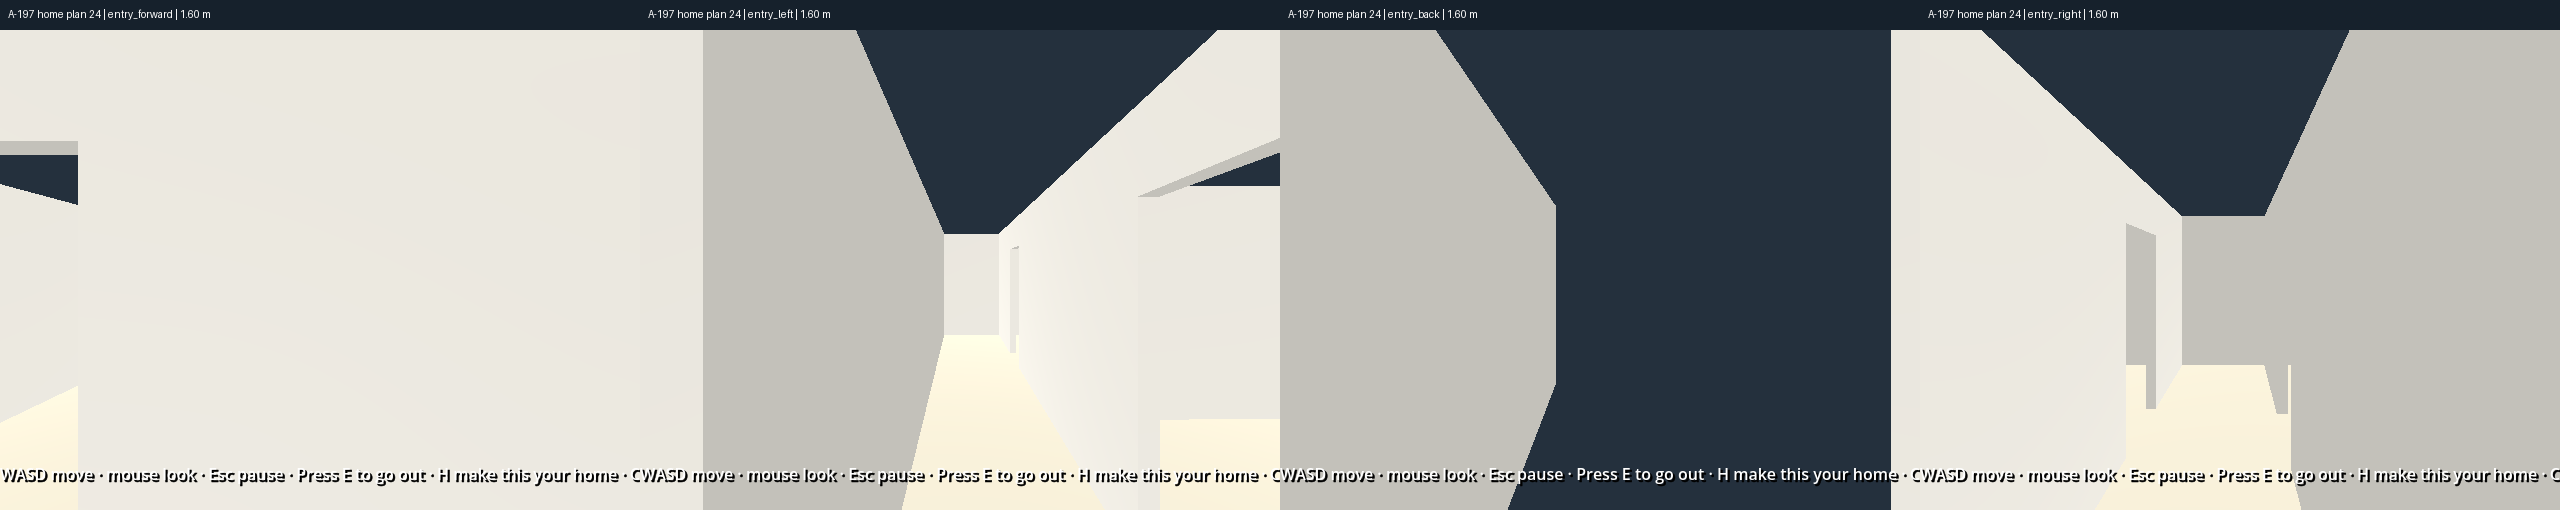 A-197 home plan 24 | entry_forward | 1.60 m
A-197 home plan 24 | entry_left | 1.60 m
A-197 home plan 24 | entry_back | 1.60 m
A-197 home plan 24 | entry_right | 1.60 m
WASD move · mouse look · Esc pause · Press E to go out · H make this your home · C
WASD move · mouse look · Esc pause · Press E to go out · H make this your home · C
WASD move · mouse look · Esc pause · Press E to go out · H make this your home · C
WASD move · mouse look · Esc pause · Press E to go out · H make this your home · C